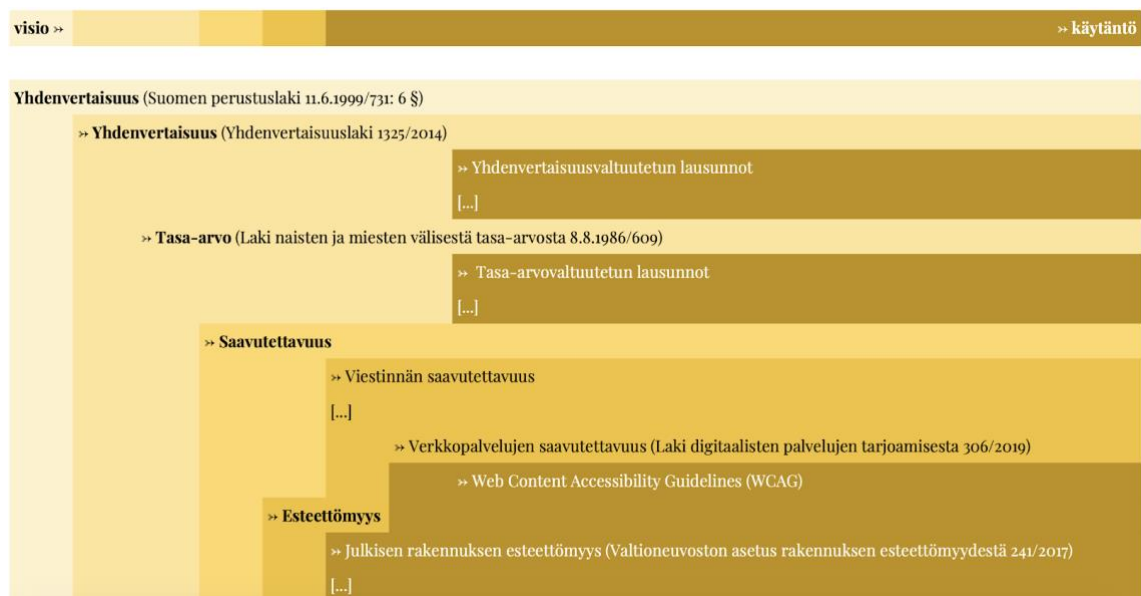 visio ↣ ↣ käytäntö
Yhdenvertaisuus (Suomen perustuslaki 11.6.1999/731: 6 §)
↣ Yhdenvertaisuus (Yhdenvertaisuuslaki 1325/2014)
↣ Yhdenvertaisuusvaltuutetun lausunnot
[...]
↣ Tasa-arvo (Laki naisten ja miesten välisestä tasa-arvosta 8.8.1986/609)
↣ Tasa-arvovaltuutetun lausunnot
[...]
↣ Saavutettavuus
↣ Viestinnän saavutettavuus
[...]
↣ Verkkopalvelujen saavutettavuus (Laki digitaalisten palvelujen tarjoamisesta 306/2019)
↣ Web Content Accessibility Guidelines (WCAG)
↣ Esteettömyys
↣ Julkisen rakennuksen esteettömyys (Valtioneuvoston asetus rakennuksen esteettömyydestä 241/2017)
[...]